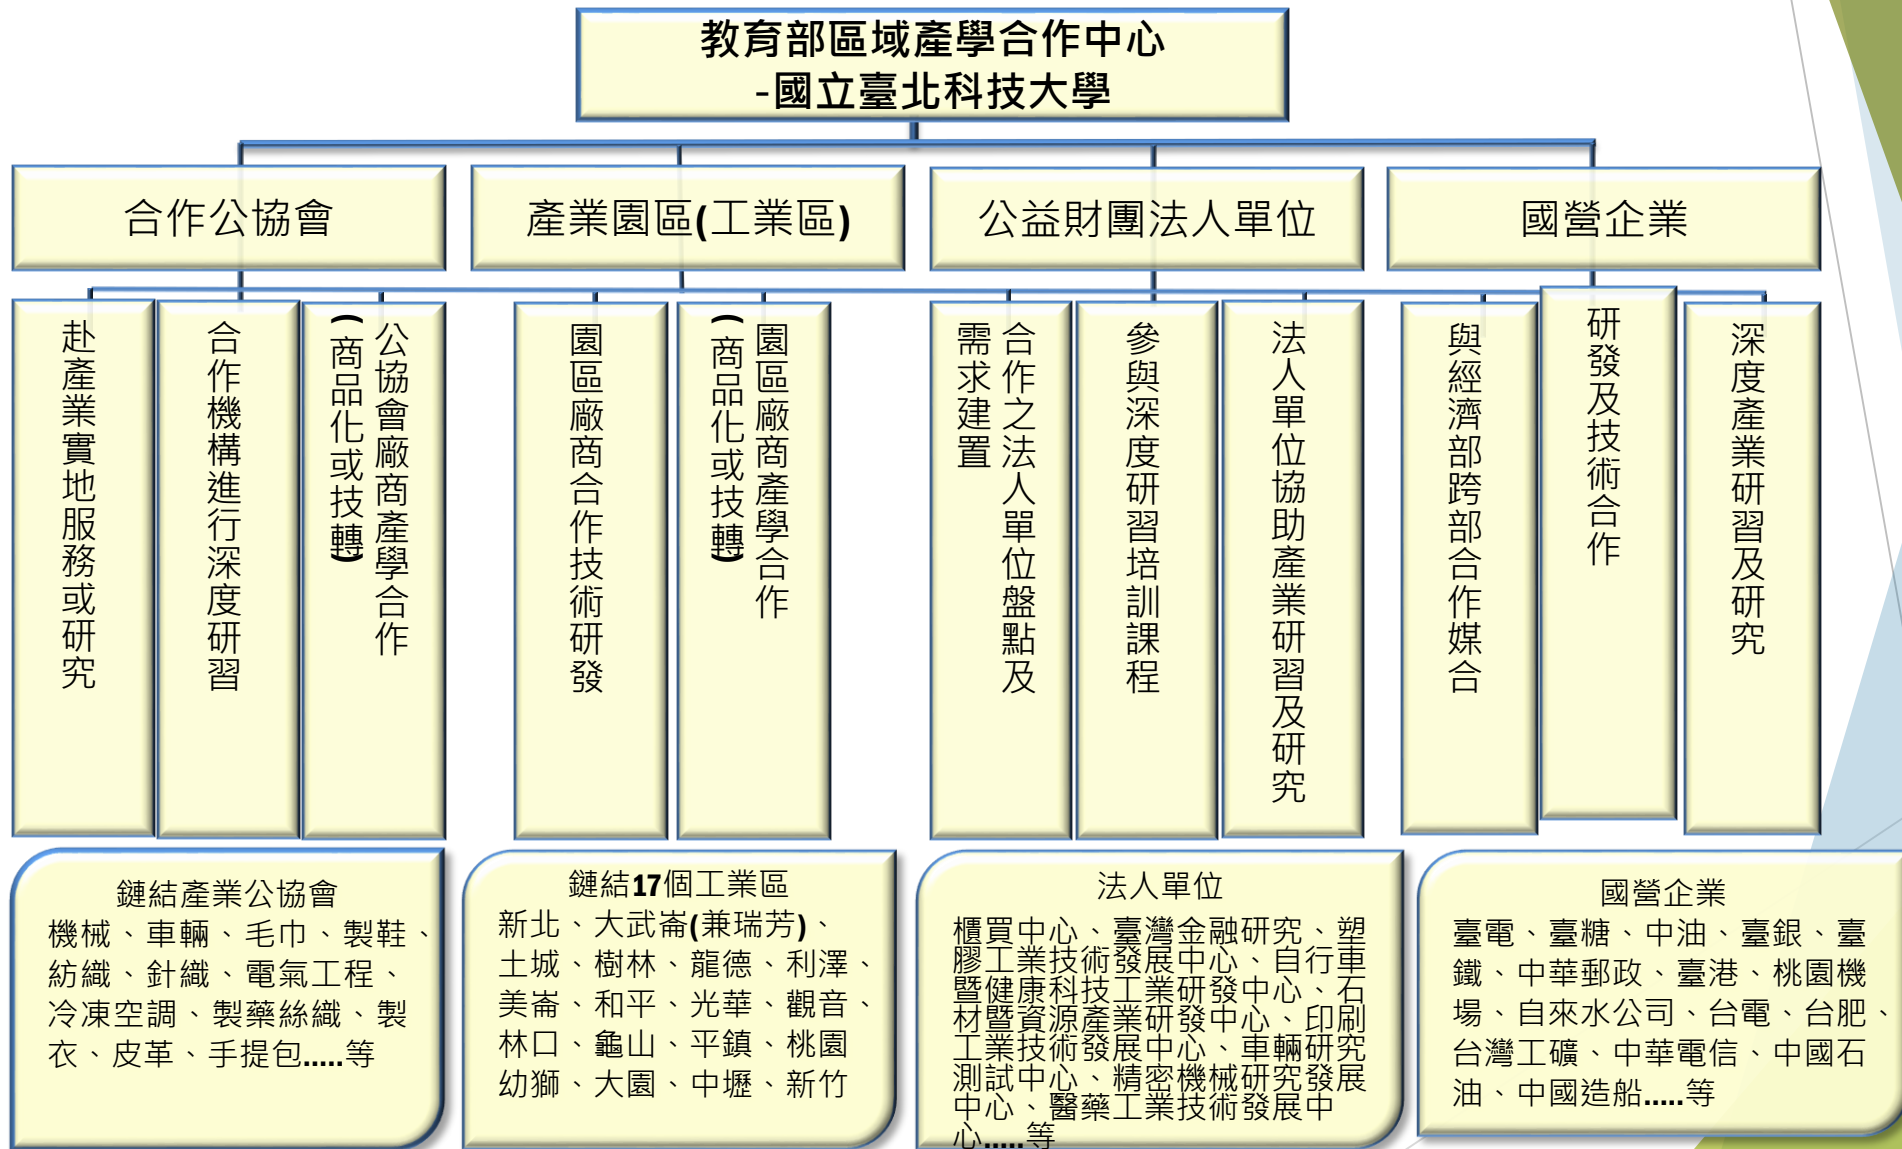 教育部區域產學合作中心
-國立臺北科技大學
合作公協會
產業園區(工業區)
公益財團法人單位
國營企業
赴產業實地服務或研究
合作機構進行深度研習
公協會廠商產學合作
(商品化或技轉)
園區廠商合作技術研發
園區廠商產學合作
(商品化或技轉)
合作之法人單位盤點及
需求建置
參與深度研習培訓課程
法人單位協助產業研習及研究
與經濟部跨部合作媒合
研發及技術合作
深度產業研習及研究
鏈結產業公協會
機械、車輛、毛巾、製鞋、
紡織、針織、電氣工程、
冷凍空調、製藥絲織、製
衣、皮革、手提包.....等
鏈結17個工業區
新北、大武崙(兼瑞芳)、
土城、樹林、龍德、利澤、
美崙、和平、光華、觀音、
林口、龜山、平鎮、桃園
幼獅、大園、中壢、新竹
法人單位
櫃買中心、臺灣金融研究、塑
膠工業技術發展中心、自行車
暨健康科技工業研發中心、石
材暨資源產業研發中心、印刷
工業技術發展中心、車輛研究
測試中心、精密機械研究發展
中心、醫藥工業技術發展中
心.....等
國營企業
臺電、臺糖、中油、臺銀、臺
鐵、中華郵政、臺港、桃園機
場、自來水公司、台電、台肥、
台灣工礦、中華電信、中國石
油、中國造船.....等